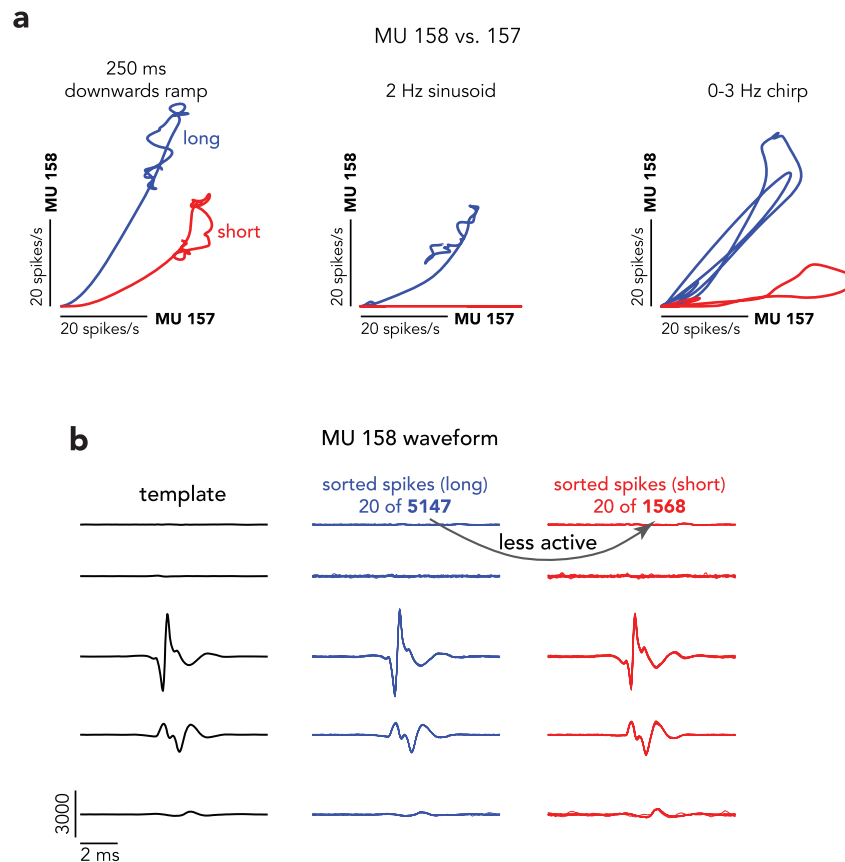 a
MU 158 vs. 157
250 ms
downwards ramp
2 Hz sinusoid
0-3 Hz chirp
long
short
MU 158
20 spikes/s
20 spikes/s
MU 157
MU 158
20 spikes/s
20 spikes/s
MU 157
MU 158
20 spikes/s
20 spikes/s
MU 157
b
MU 158 waveform
template
sorted spikes (long)
20 of 5147
sorted spikes (short)
20 of 1568
less active
3000
2 ms